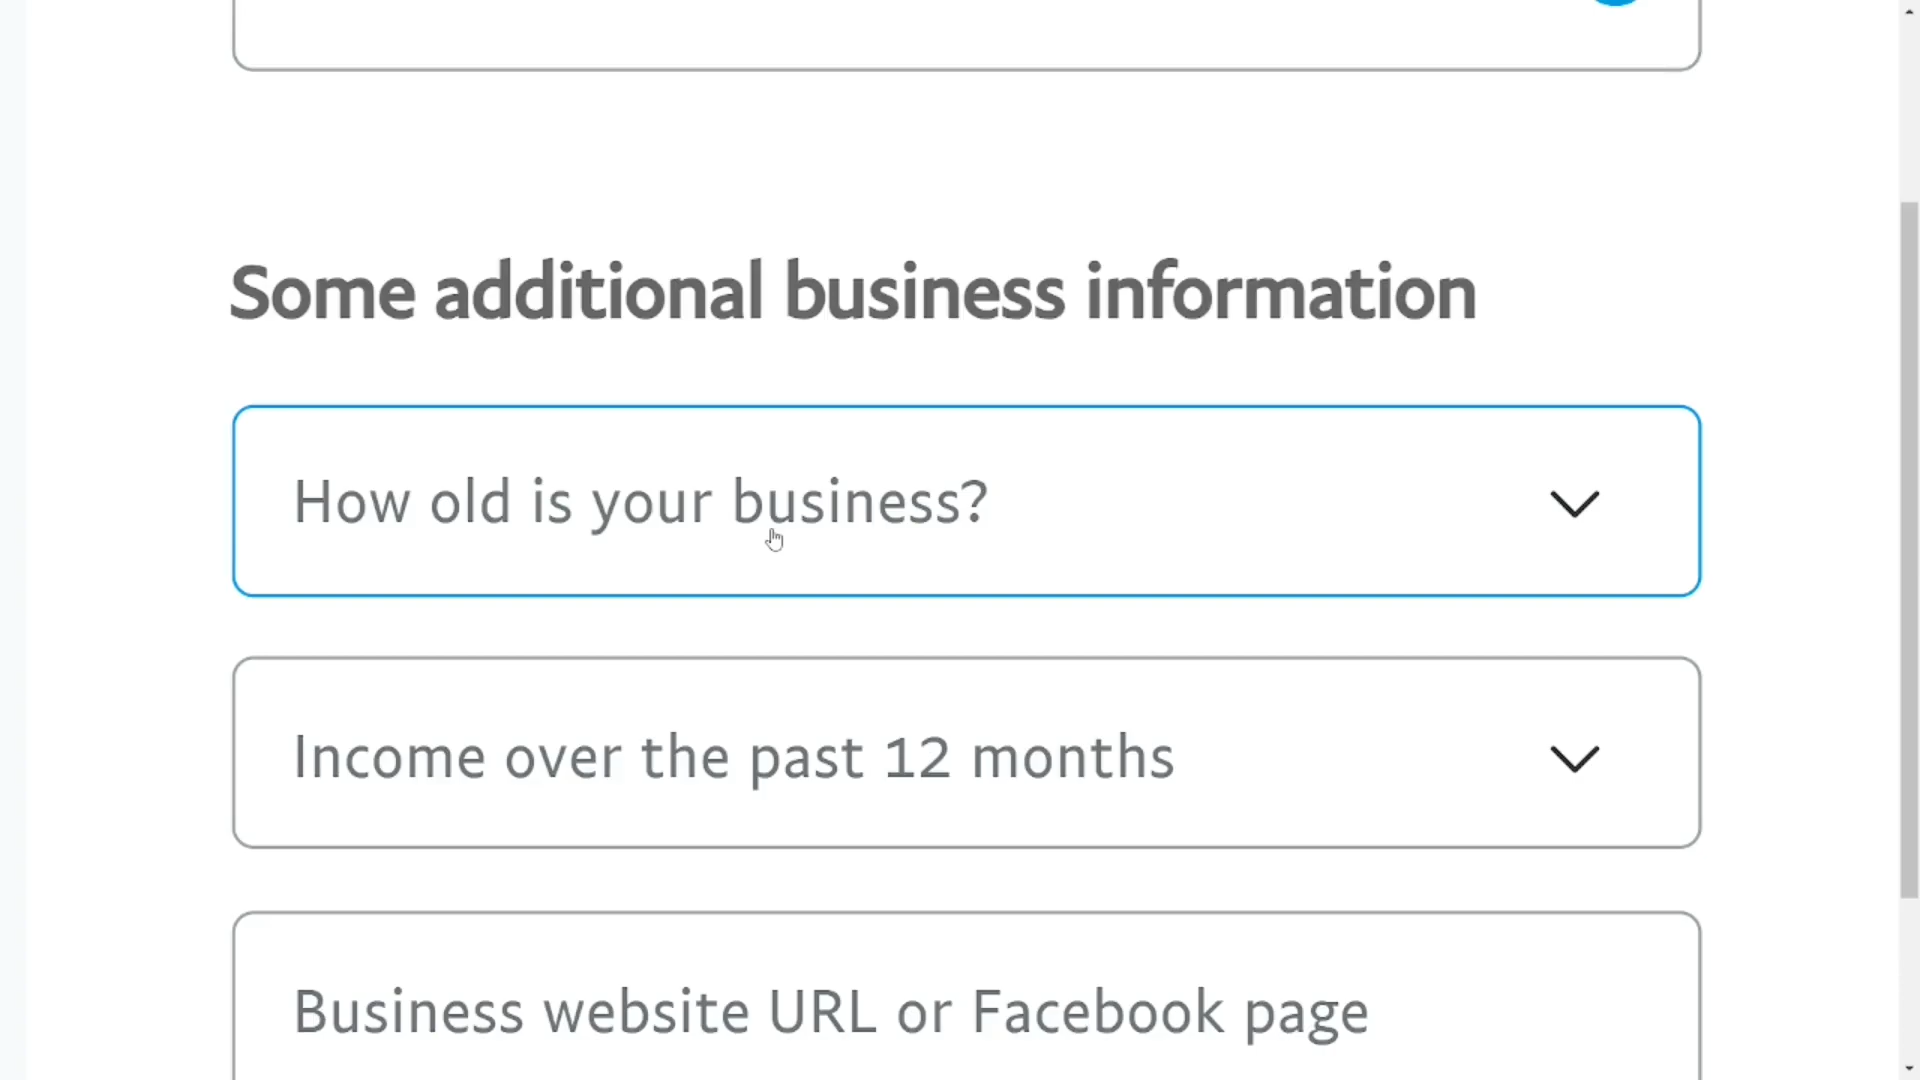 Some additional business information
How old is your business?
Income over the past 12 months
Business website URL or Facebook page